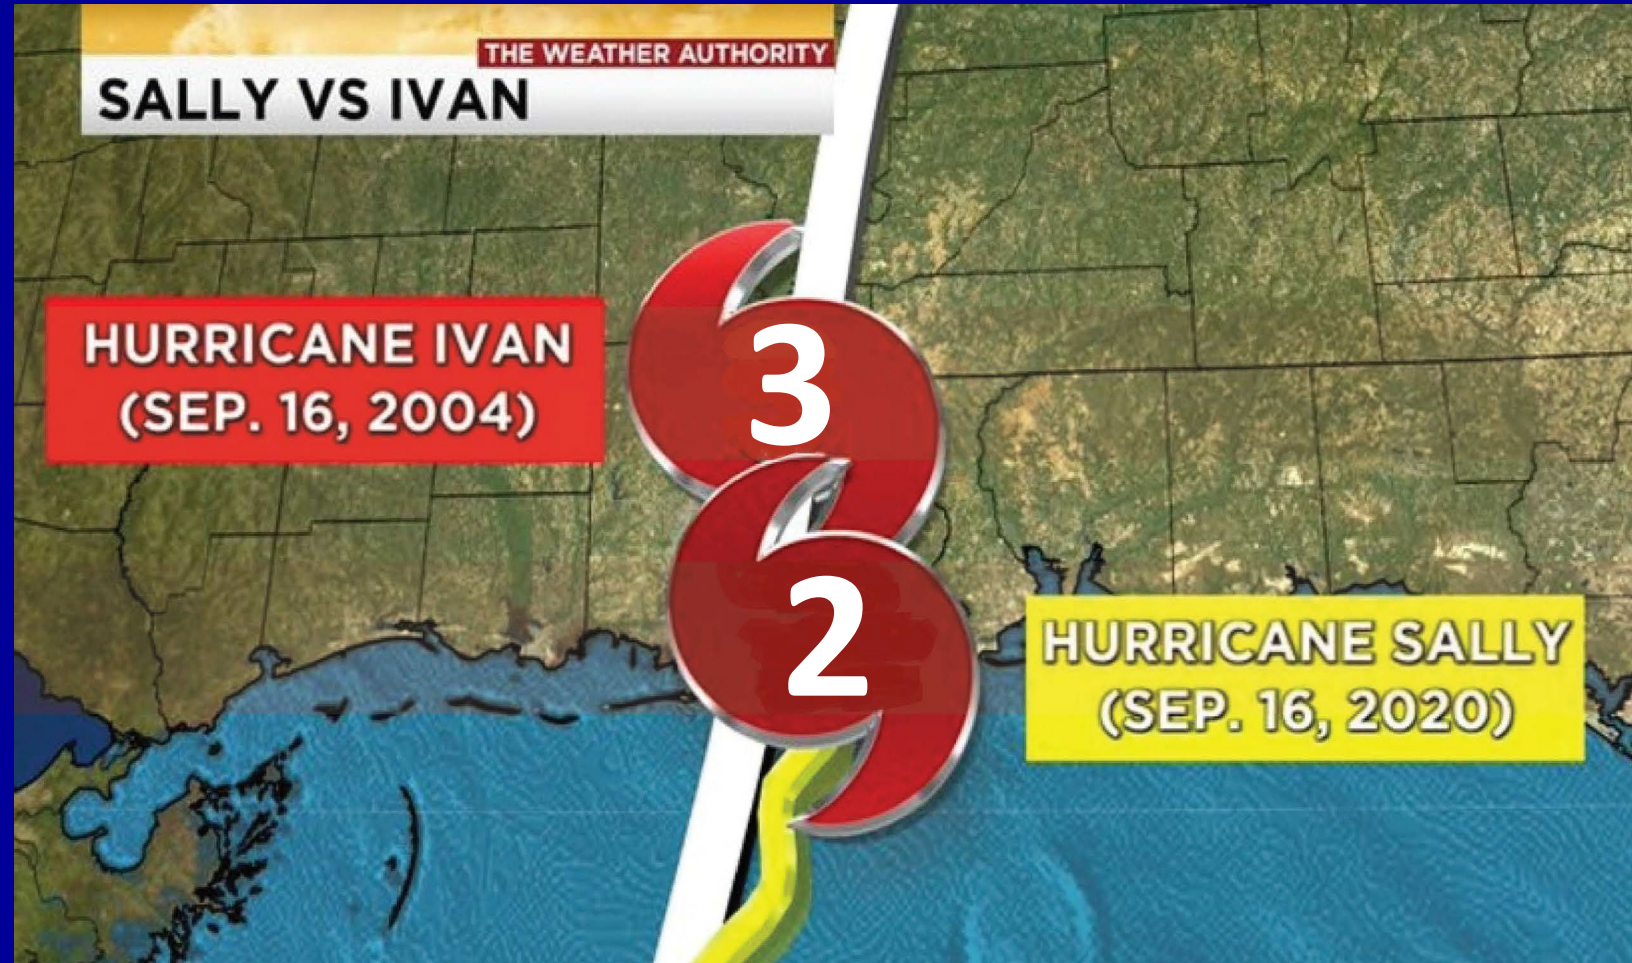 THE WEATHER AUTHORITY
SALLY VS IVAN
HURRICANE IVAN
(SEP. 16, 2004)
3
2
HURRICANE SALLY
(SEP. 16, 2020)